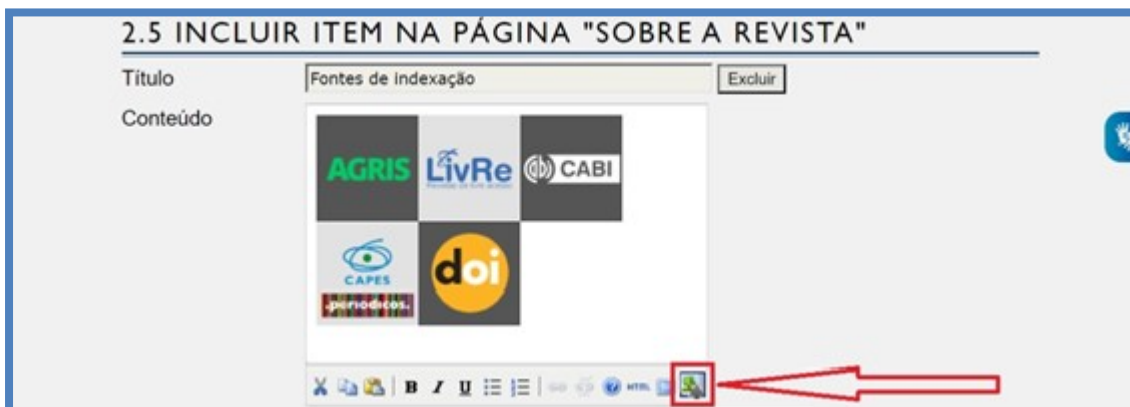 2.5 INCLUIR ITEM NA PÁGINA "SOBRE A REVISTA"
Título
Fontes de indexação
Excluir
Conteúdo
AGRIS LivRe CABI
CAPES doi
.periodicos.
B I U HTML